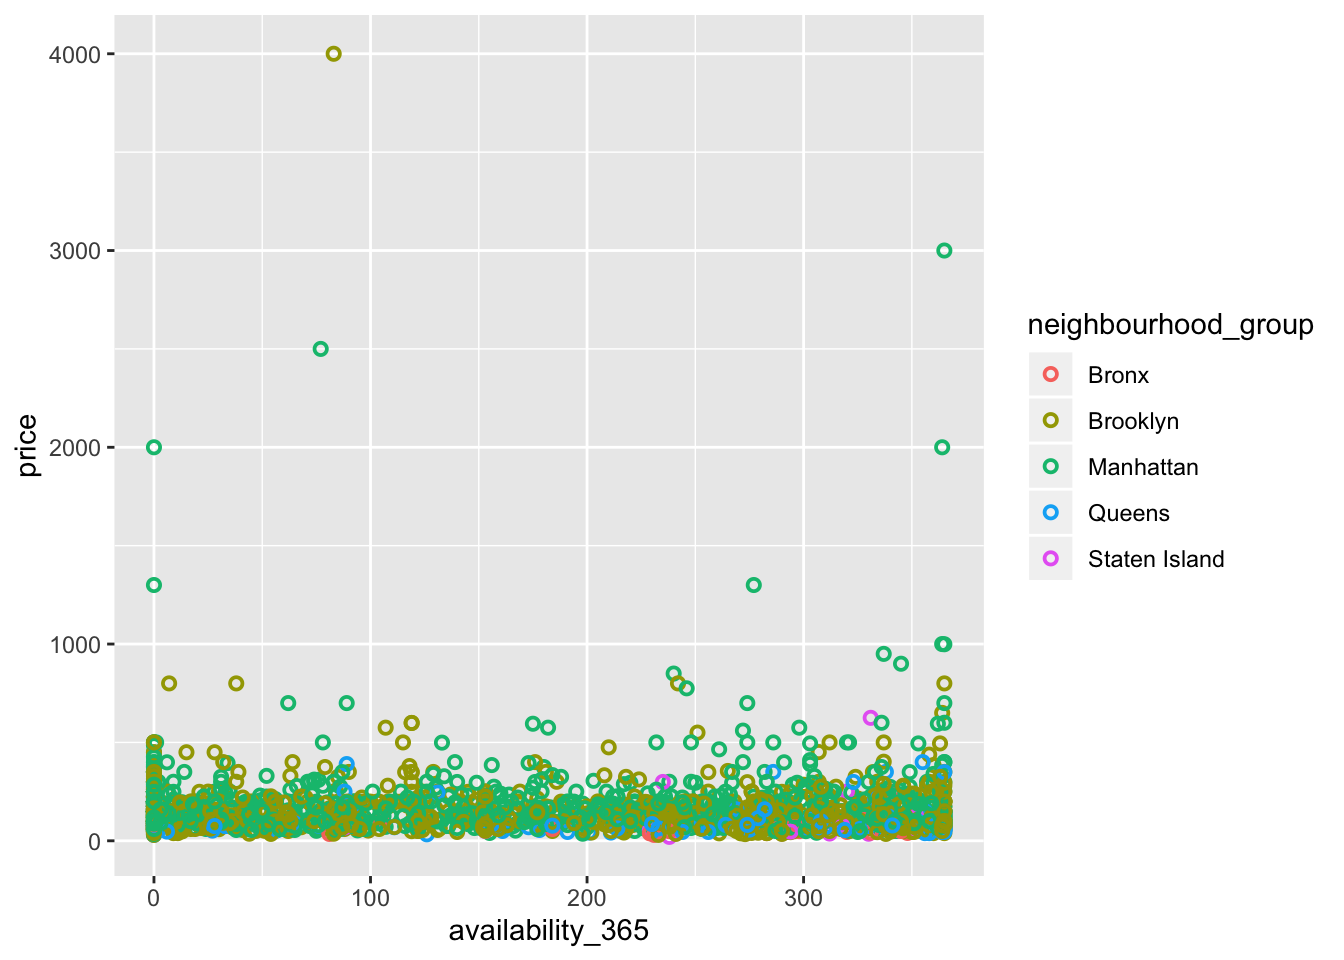 4000
3000
2000
1000
0
price
0 100 200 300
availability_365
neighbourhood_group
Bronx
Brooklyn
Manhattan
Queens
Staten Island